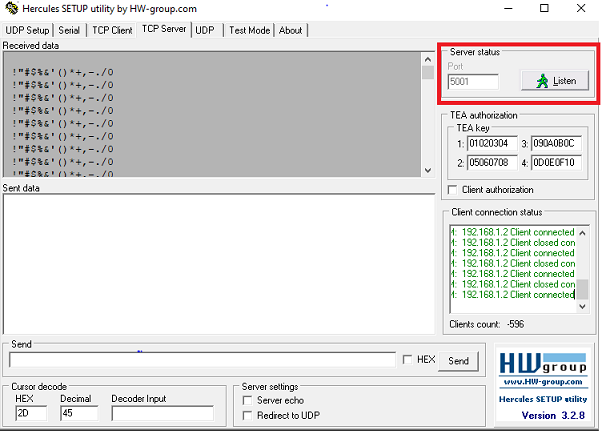 Hercules SETUP utility by HW-group.com
UDP Setup Serial TCP Client TCP Server UDP Test Mode About
Received data
!"#$%&'()*+,-./0
!"#$%&'()*+,-./0
!"#$%&'()*+,-./0
!"#$%&'()*+,-./0
!"#$%&'()*+,-./0
!"#$%&'()*+,-./0
!"#$%&'()*+,-./0
Sent data
Server status
Port
5001
Listen
TEA authorization
TEA key
1: 01020304 3: 090A0B0C
2: 05060708 4: 0D0E0F10
Client authorization
Client connection status
192.168.1.2 Client connected
192.168.1.2 Client closed con
192.168.1.2 Client connected
192.168.1.2 Client closed con
192.168.1.2 Client connected
192.168.1.2 Client closed con
192.168.1.2 Client connected
Clients count: -596
Send
HEX Send
Cursor decode
HEX Decimal Decoder Input
2D 45
Server settings
Server echo
Redirect to UDP
HW group
www.HW-group.com
Hercules SETUP utility
Version 3.2.8